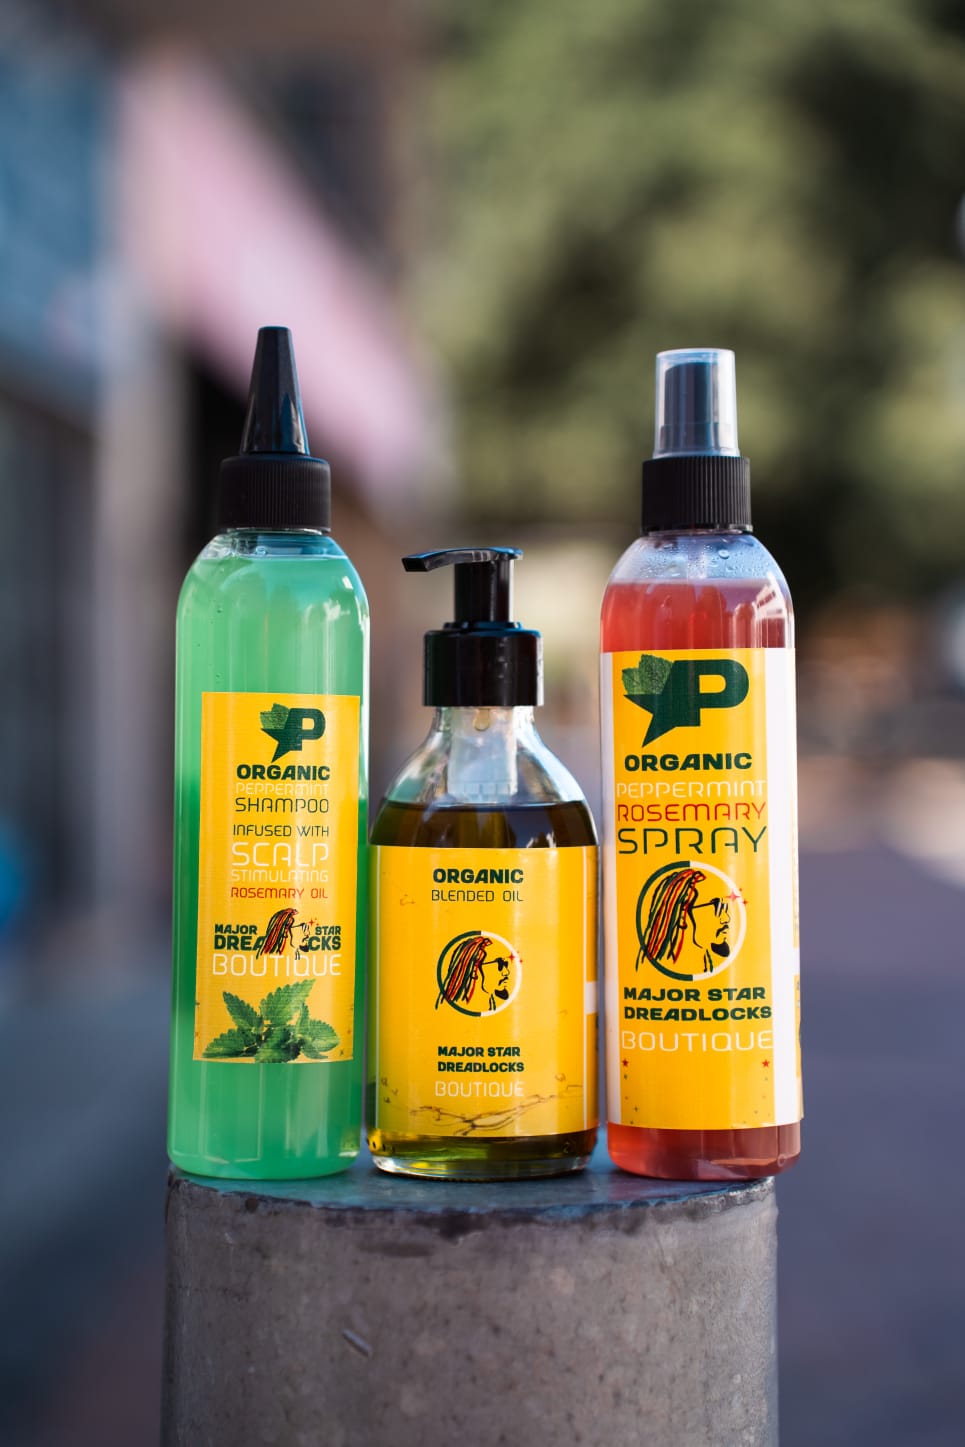 P
ORGANIC
PEPPERMINT
SHAMPOO
INFUSED WITH
SCALP
STIMULATING
ROSEMARY OIL
MAJOR STAR
DREADLOCKS
BOUTIQUE
ORGANIC
BLENDED OIL
MAJOR STAR
DREADLOCKS
BOUTIQUE
P
ORGANIC
PEPPERMINT
ROSEMARY
SPRAY
MAJOR STAR
DREADLOCKS
BOUTIQUE